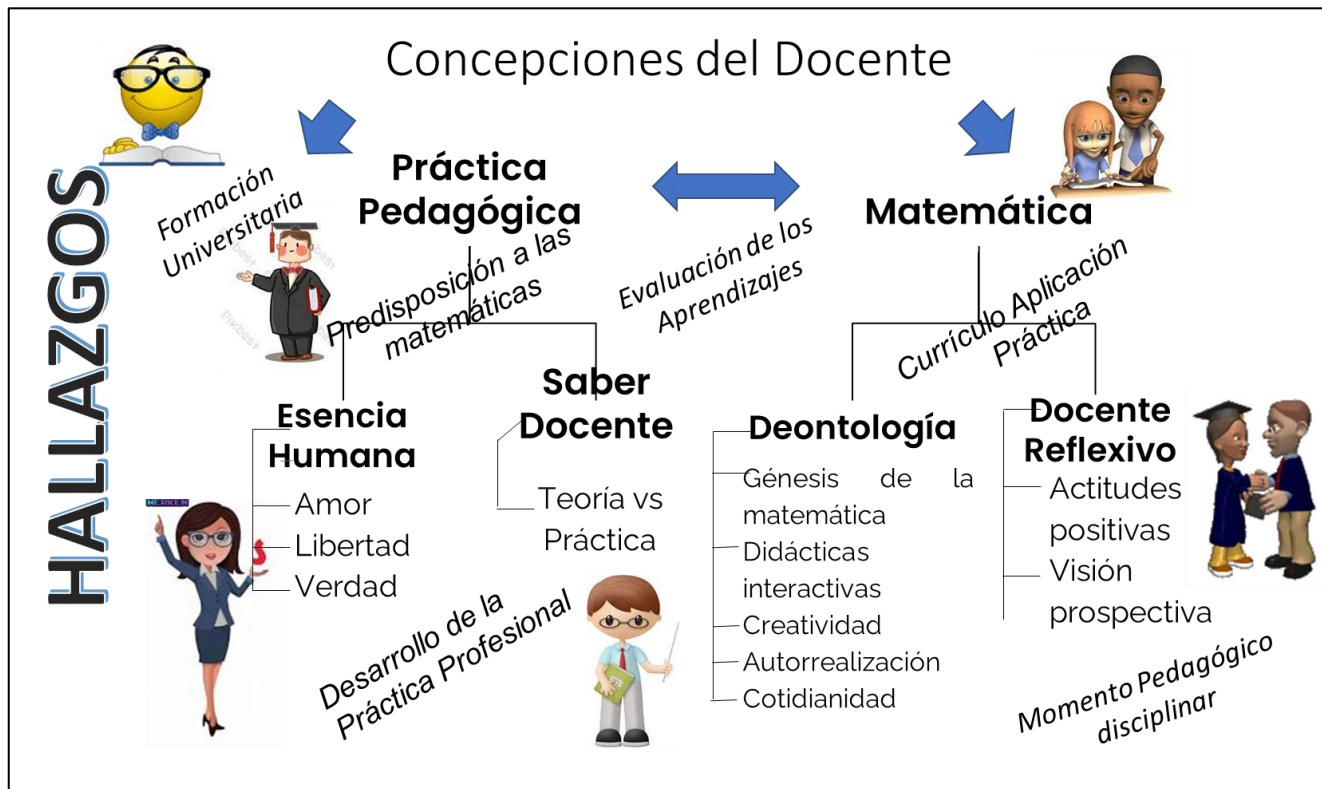 Concepciones del Docente
HALLAZGOS
Formación
Universitaria
Práctica
Pedagógica
Matemática
Predisposición a las
matemáticas
Evaluación de los
Aprendizajes
Currículo Aplicación
Práctica
Esencia
Humana
Amor
Libertad
Verdad
Saber
Docente
Teoría vs
Práctica
Deontología
Génesis de la
matemática
Didácticas
interactivas
Creatividad
Autorrealización
Cotidianidad
Docente
Reflexivo
Actitudes
positivas
Visión
prospectiva
Desarrollo de la
Práctica Profesional
Momento Pedagógico
disciplinar